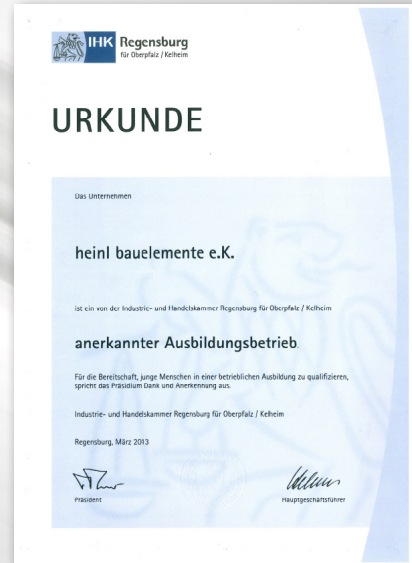 IHK Regensburg
für Oberpfalz / Kelheim
URKUNDE
Das Unternehmen
heinl bauelemente e.K.
ist ein von der Industrie- und Handelskammer Regensburg für Oberpfalz / Kelheim
anerkannter Ausbildungsbetrieb.
Für die Bereitschaft, junge Menschen in einer betrieblichen Ausbildung zu qualifizieren,
spricht das Präsidium Dank und Anerkennung aus.
Industrie- und Handelskammer Regensburg für Oberpfalz / Kelheim
Regensburg, März 2013
Präsident
Hauptgeschäftsführer